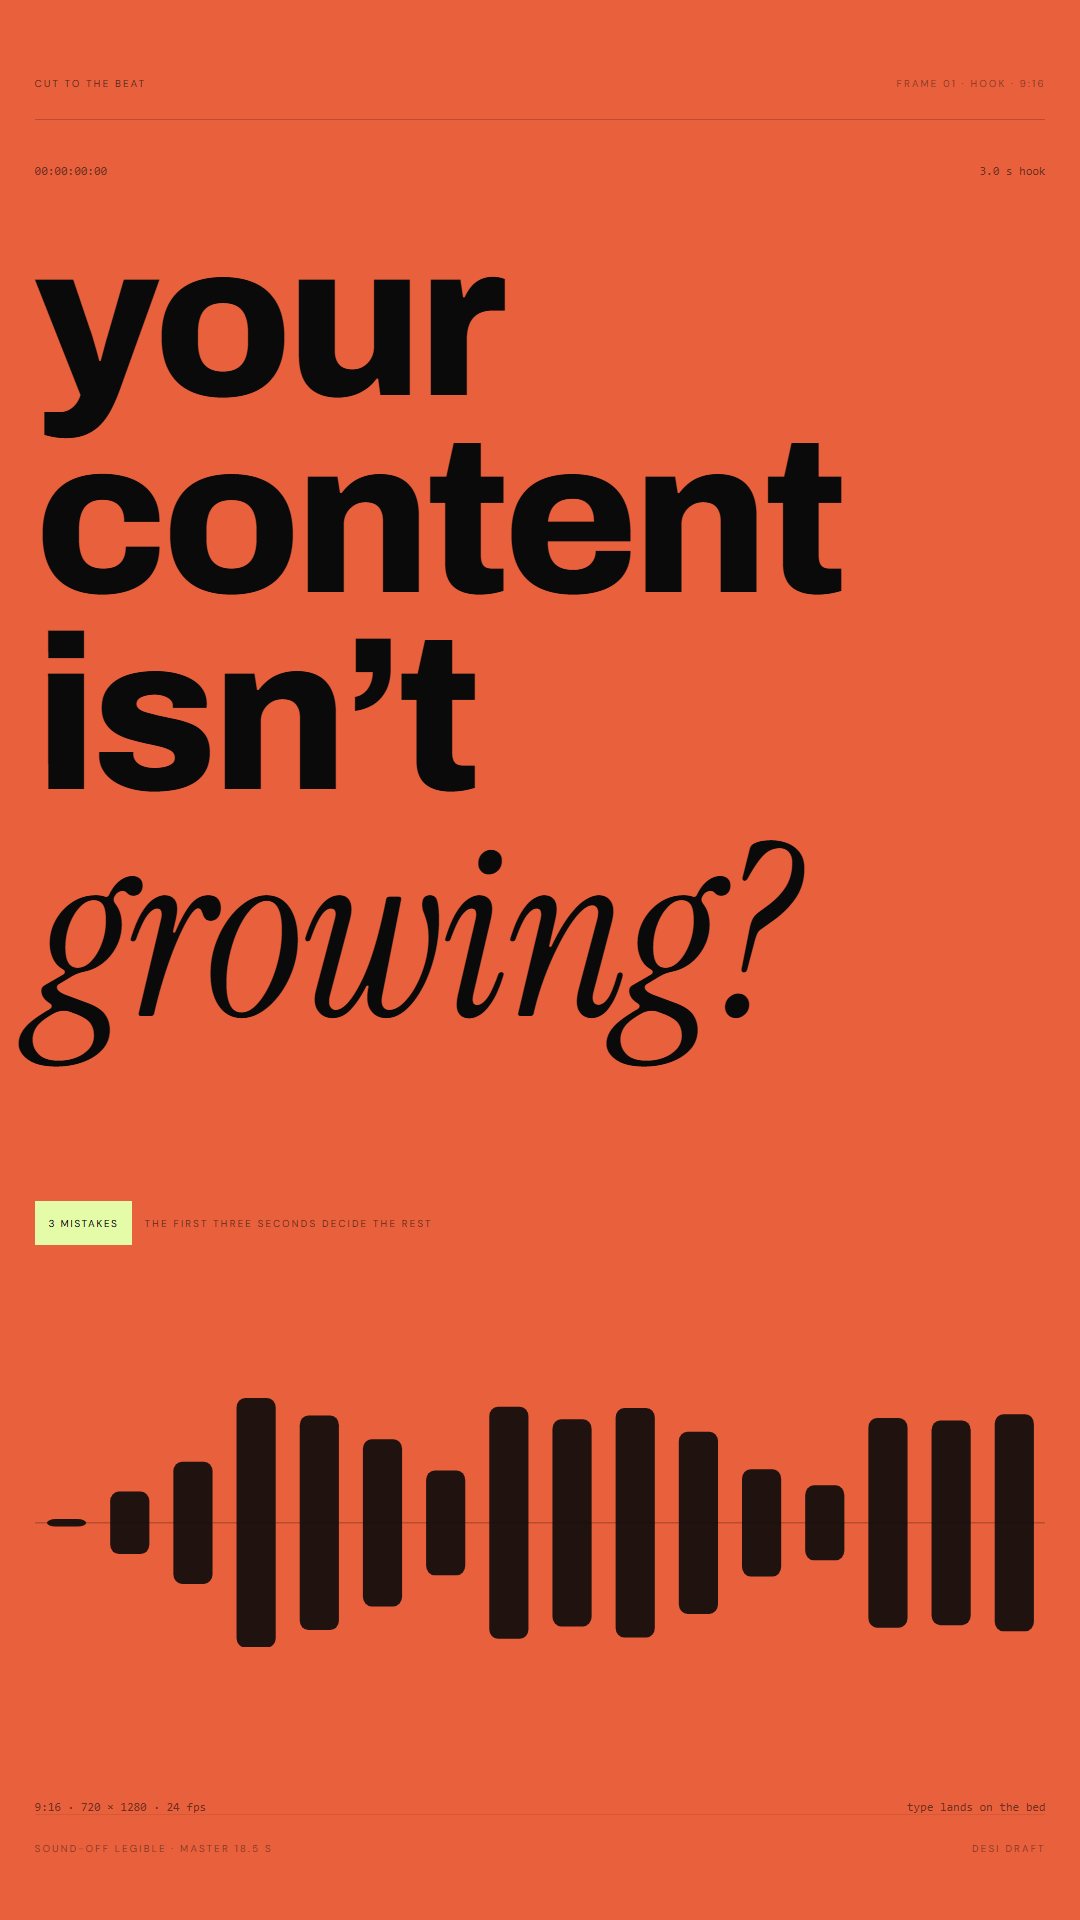 CUT TO THE BEAT
FRAME 01 · HOOK · 9:16
00:00:00:00
3.0 s hook
your
content
isn’t
growing?
3 MISTAKES
THE FIRST THREE SECONDS DECIDE THE REST
9:16 · 720 × 1280 · 24 fps
type lands on the bed
SOUND-OFF LEGIBLE · MASTER 18.5 S
DESI DRAFT